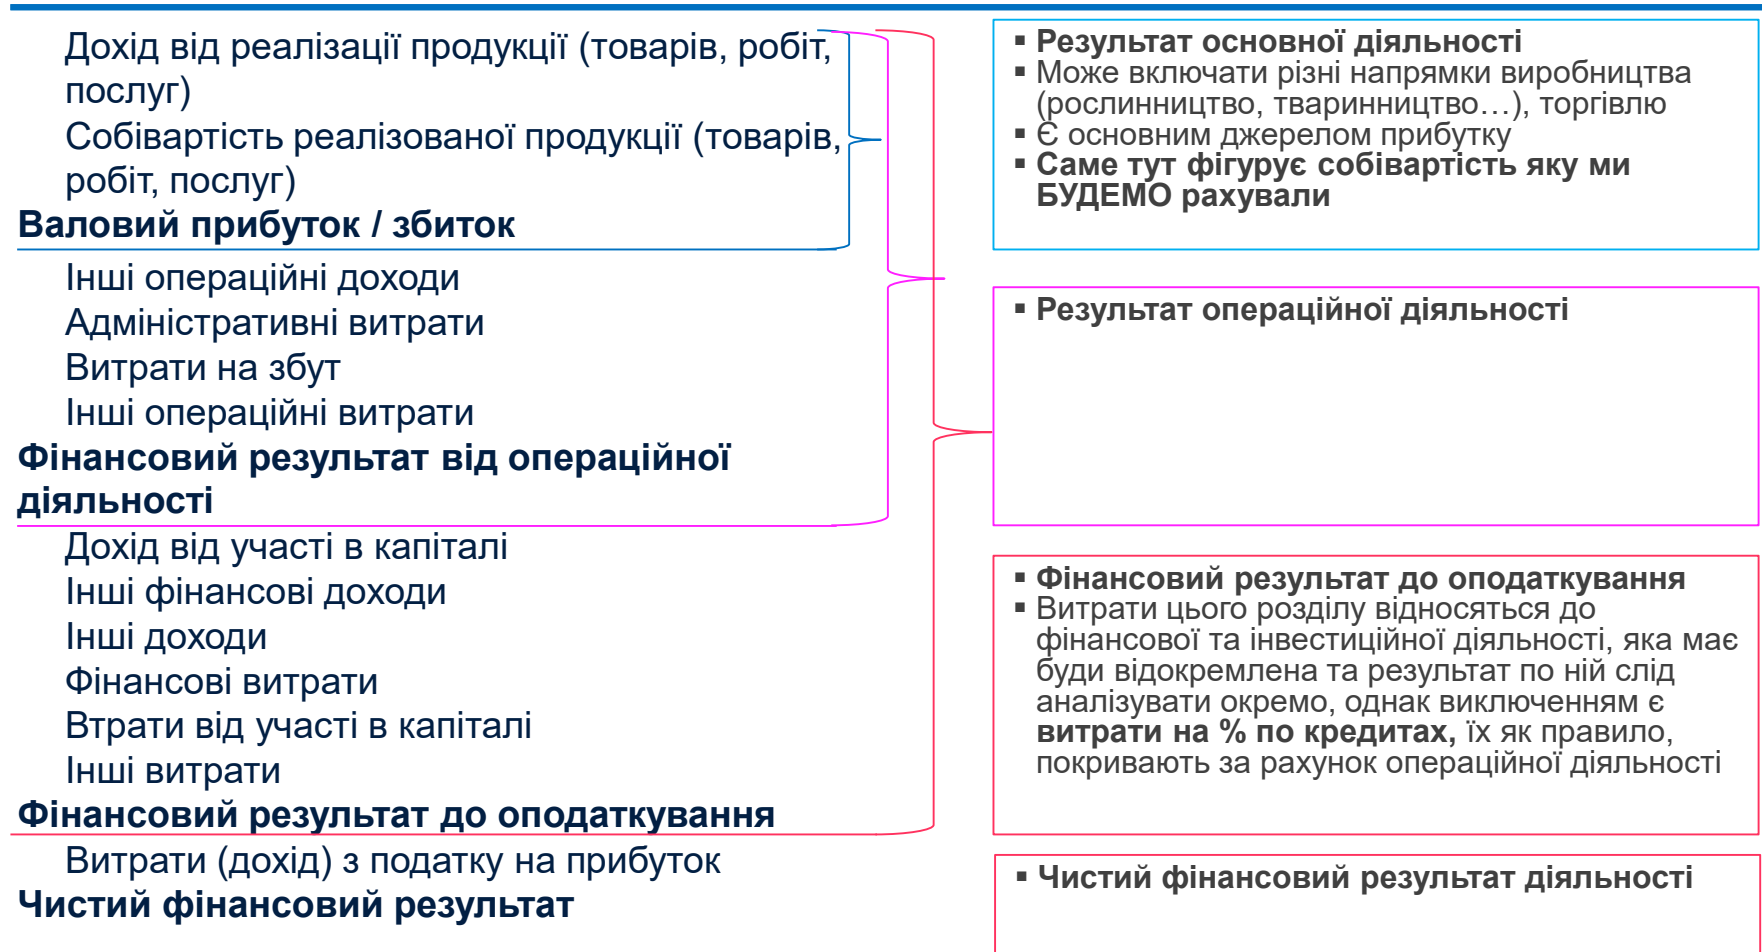 Дохід від реалізації продукції (товарів, робіт,
послуг)
Собівартість реалізованої продукції (товарів,
робіт, послуг)
Валовий прибуток / збиток
Інші операційні доходи
Адміністративні витрати
Витрати на збут
Інші операційні витрати
Фінансовий результат від операційної
діяльності
Дохід від участі в капіталі
Інші фінансові доходи
Інші доходи
Фінансові витрати
Втрати від участі в капіталі
Інші витрати
Фінансовий результат до оподаткування
Витрати (дохід) з податку на прибуток
Чистий фінансовий результат
▪ Результат основної діяльності
▪ Може включати різні напрямки виробництва
(рослинництво, тваринництво…), торгівлю
▪ Є основним джерелом прибутку
▪ Саме тут фігурує собівартість яку ми
БУДЕМО рахували
▪ Результат операційної діяльності
▪ Фінансовий результат до оподаткування
▪ Витрати цього розділу відносяться до
фінансової та інвестиційної діяльності, яка має
буди відокремлена та результат по ній слід
аналізувати окремо, однак виключенням є
витрати на % по кредитах, їх як правило,
покривають за рахунок операційної діяльності
▪ Чистий фінансовий результат діяльності